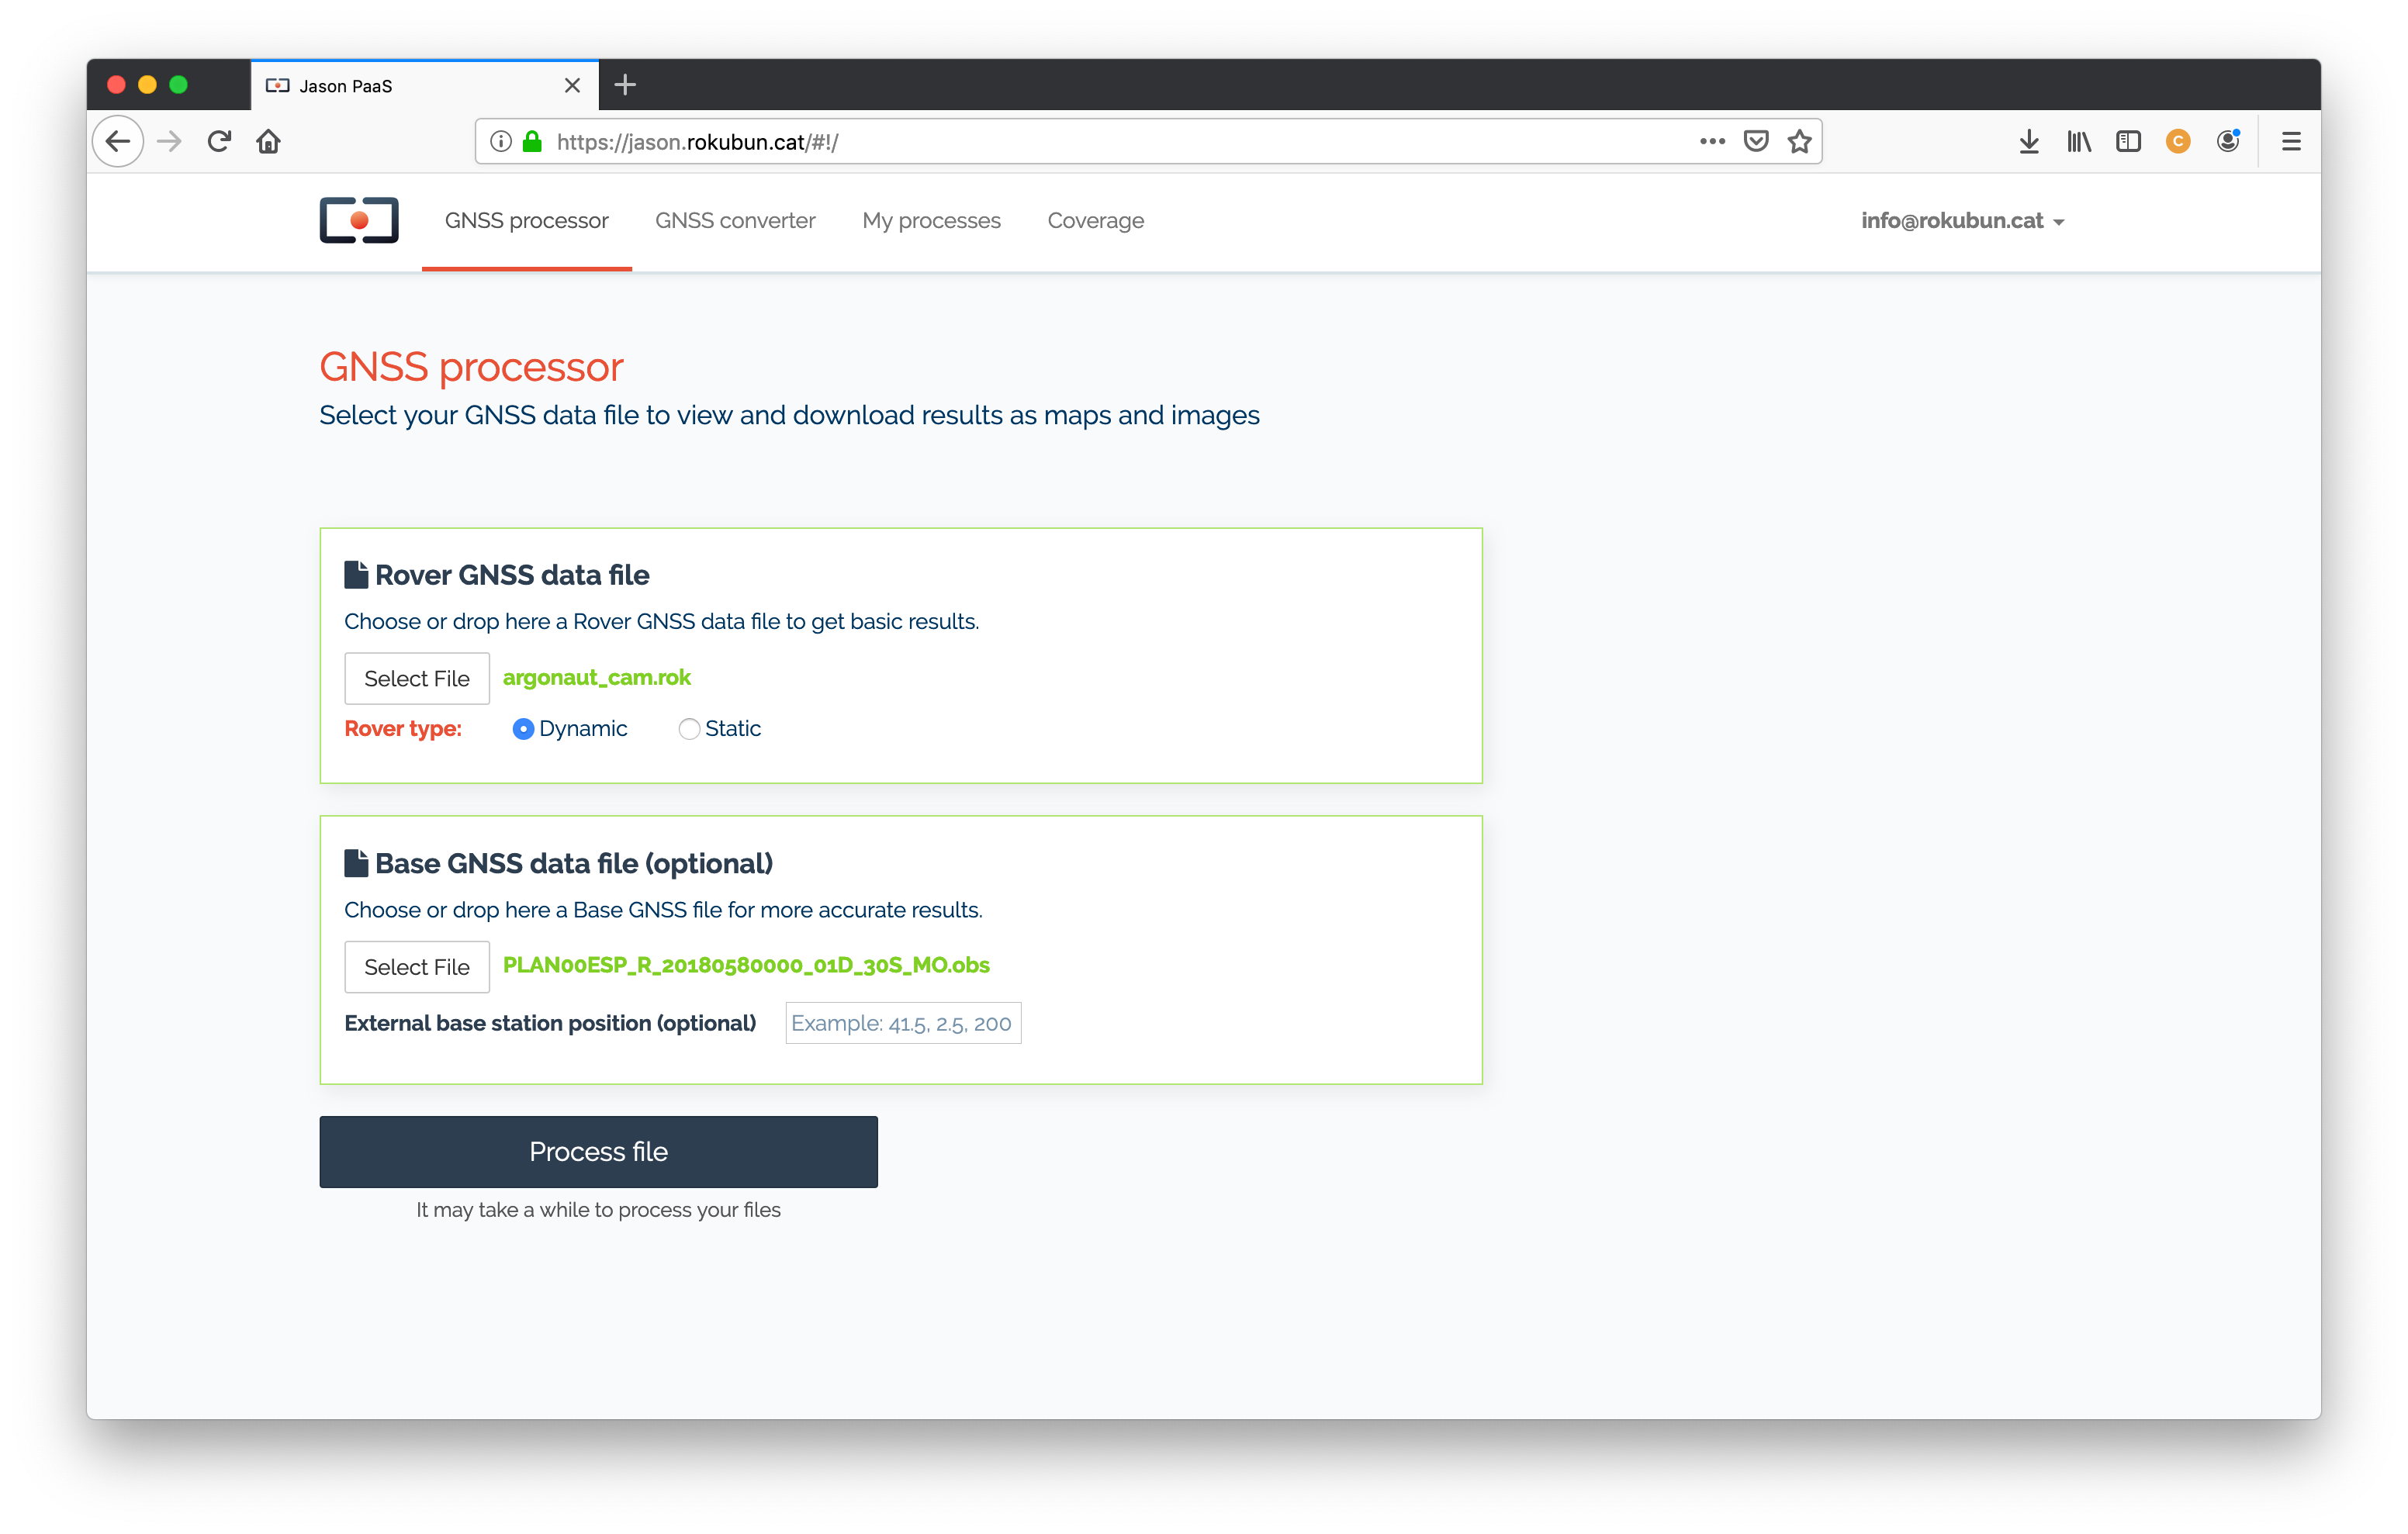 Jason PaaS
https://jason.rokubun.cat/#!/
C
GNSS processor
GNSS converter
My processes
Coverage
info@rokubun.cat
GNSS processor
Select your GNSS data file to view and download results as maps and images
Rover GNSS data file
Choose or drop here a Rover GNSS data file to get basic results.
Select File argonaut_cam.rok
Rover type: Dynamic Static
Base GNSS data file (optional)
Choose or drop here a Base GNSS file for more accurate results.
Select File PLAN00ESP_R_20180580000_01D_30S_MO.obs
External base station position (optional) Example: 41.5, 2.5, 200
Process file
It may take a while to process your files